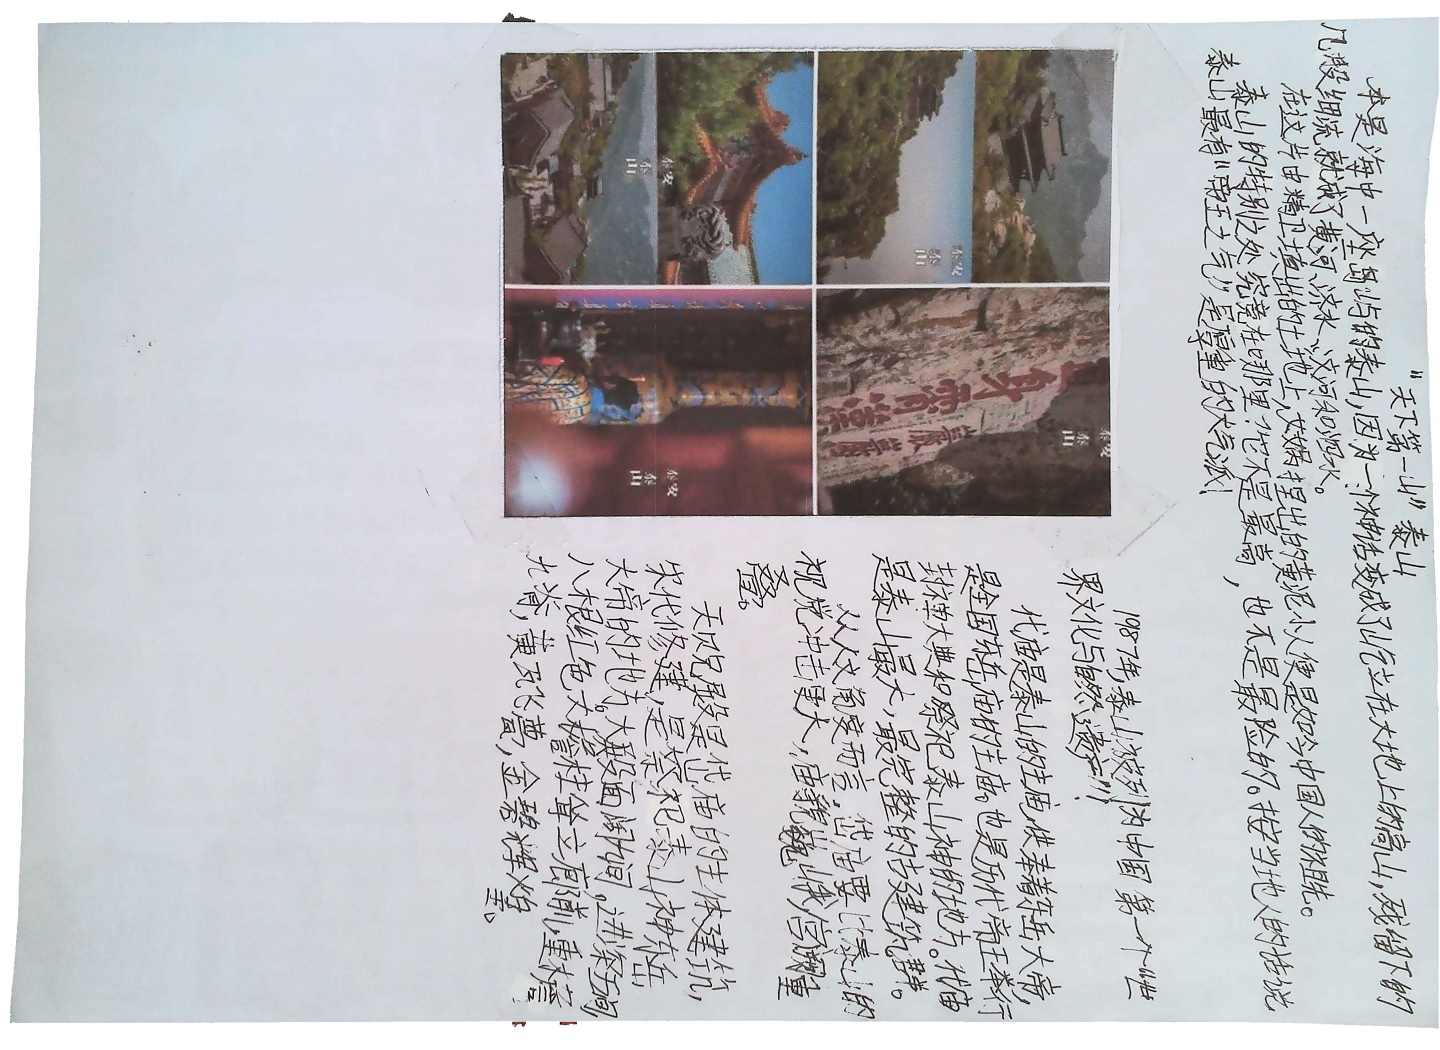 “天下第一山”泰山
本是海中一座岛屿的泰山,因为一个神话变成了屹立在大地上的高山,残留下的
几股细流就成了黄河、济水、汶河和泗水。
在这片由精卫填出的土地上,女娲捏出的黄泥小人便是如今中国人的祖先。
泰山的特别之处究竟在哪里?它不是最高,也不是最险的。按当地人的话说
泰山最有“帝王之气”是厚重的大气派!
1987年,泰山被列为中国第一个“世
界文化与自然遗产”!
代庙是泰山的主庙,供奉着东岳大帝,
是全国东岳庙的主庙。也是历代帝王举行
封禅大典和祭祀泰山神的地方。代庙
是泰山最大,最完整的古建筑群。
从人文角度而言,岱庙要比泰山的
视觉冲击更大,庙貌巍峨,宫阙重
叠。
天贶殿是岱庙的主体建筑,
宋代修建,是祭祀泰山神东岳
大帝的地方。大殿面阔九间,进深五间,
八根红色大檐柱耸立廊前,重檐
九脊,黄瓦飞甍,金碧辉煌。
泰安
泰山
泰安
泰山
身霄漢
巖巖
泰安
泰山
泰安
泰山